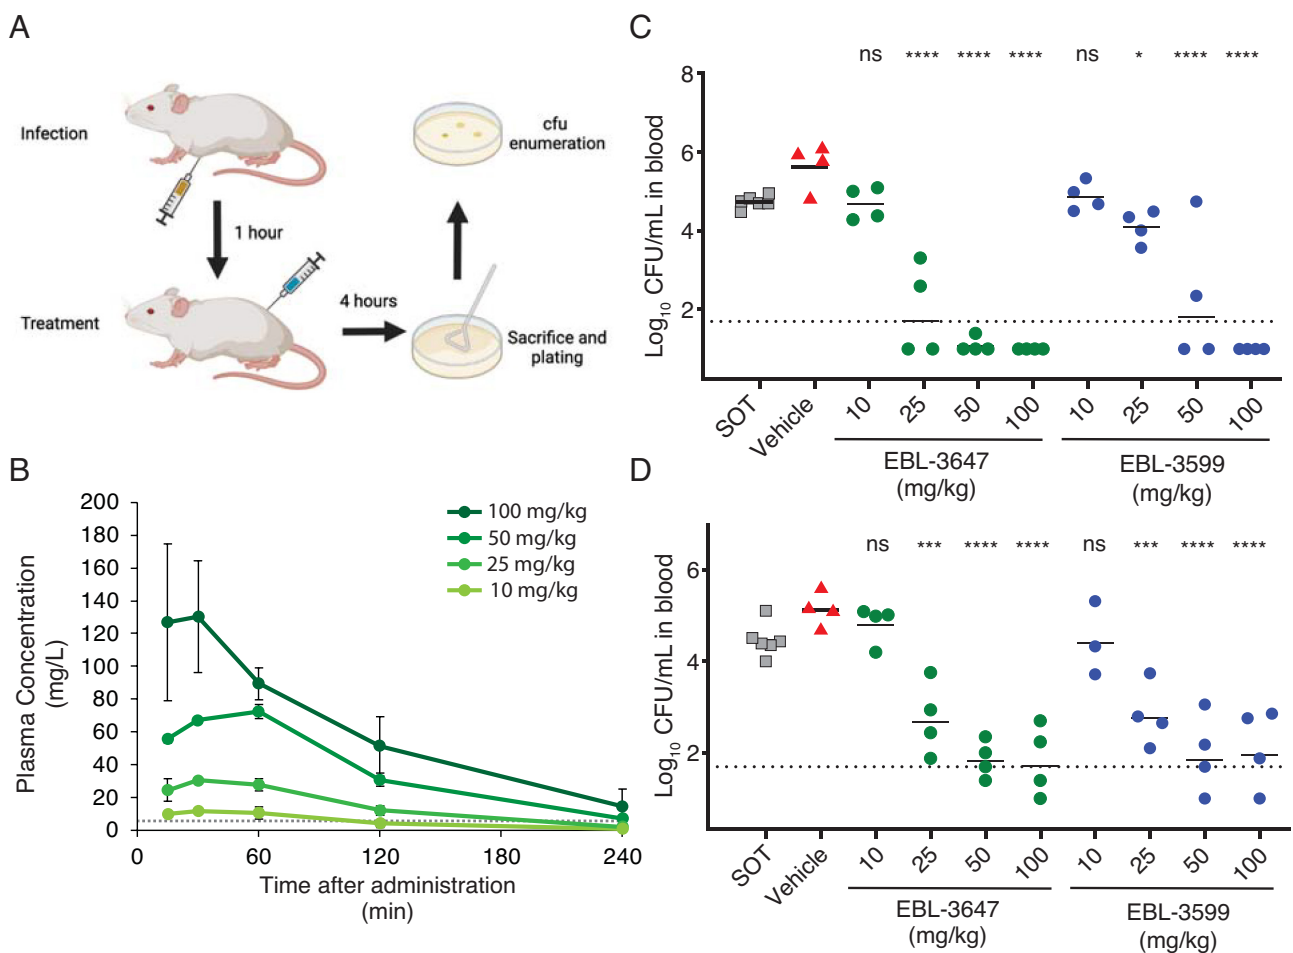 A
Infection
1 hour
Treatment
4 hours
Sacrifice and
plating
cfu
enumeration
B
200
180
160
140
120
100
80
60
40
20
0
Plasma Concentration
(mg/L)
100 mg/kg
50 mg/kg
25 mg/kg
10 mg/kg
0 60 120 180 240
Time after administration
(min)
C
ns **** **** **** ns * **** ****
8
6
4
2
Log₁₀ CFU/mL in blood
SOT Vehicle 10 25 50 100 10 25 50 100
EBL-3647 EBL-3599
(mg/kg) (mg/kg)
D
ns *** **** **** ns *** **** ****
6
4
2
Log₁₀ CFU/mL in blood
SOT Vehicle 10 25 50 100 10 25 50 100
EBL-3647 EBL-3599
(mg/kg) (mg/kg)